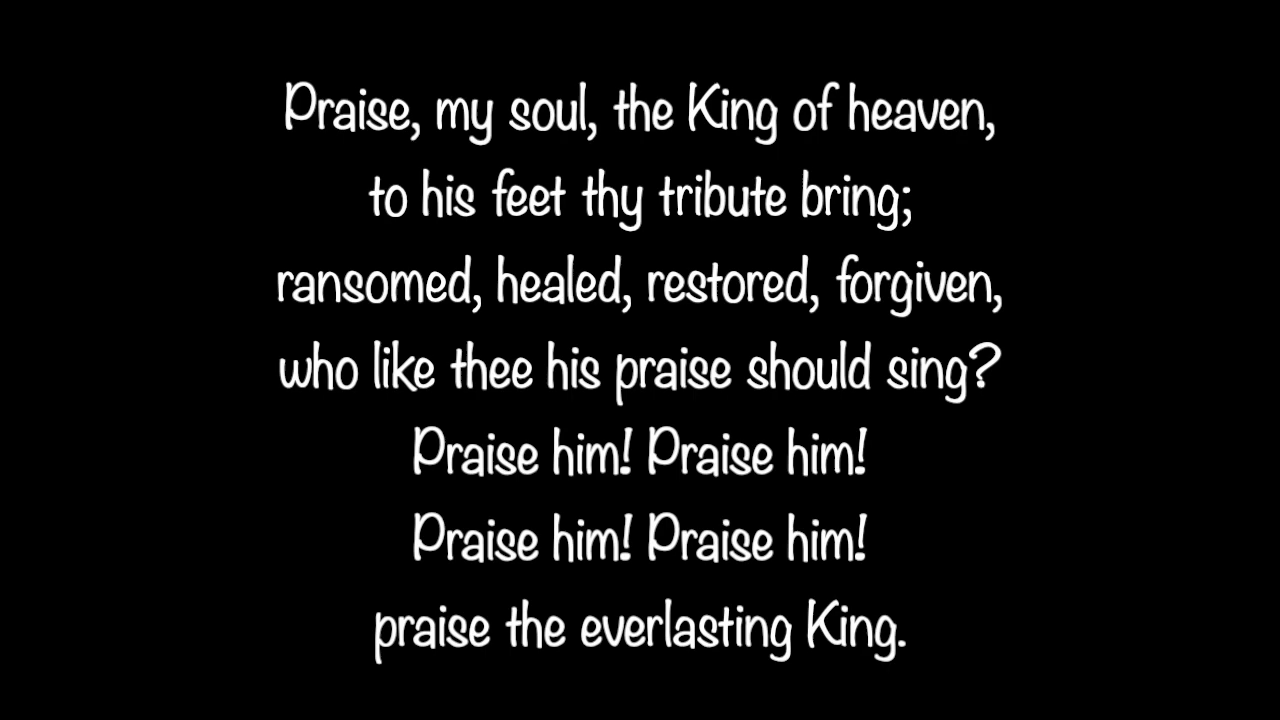 Praise, my soul, the King of heaven,
to his feet thy tribute bring;
ransomed, healed, restored, forgiven,
who like thee his praise should sing?
Praise him! Praise him!
Praise him! Praise him!
praise the everlasting King.